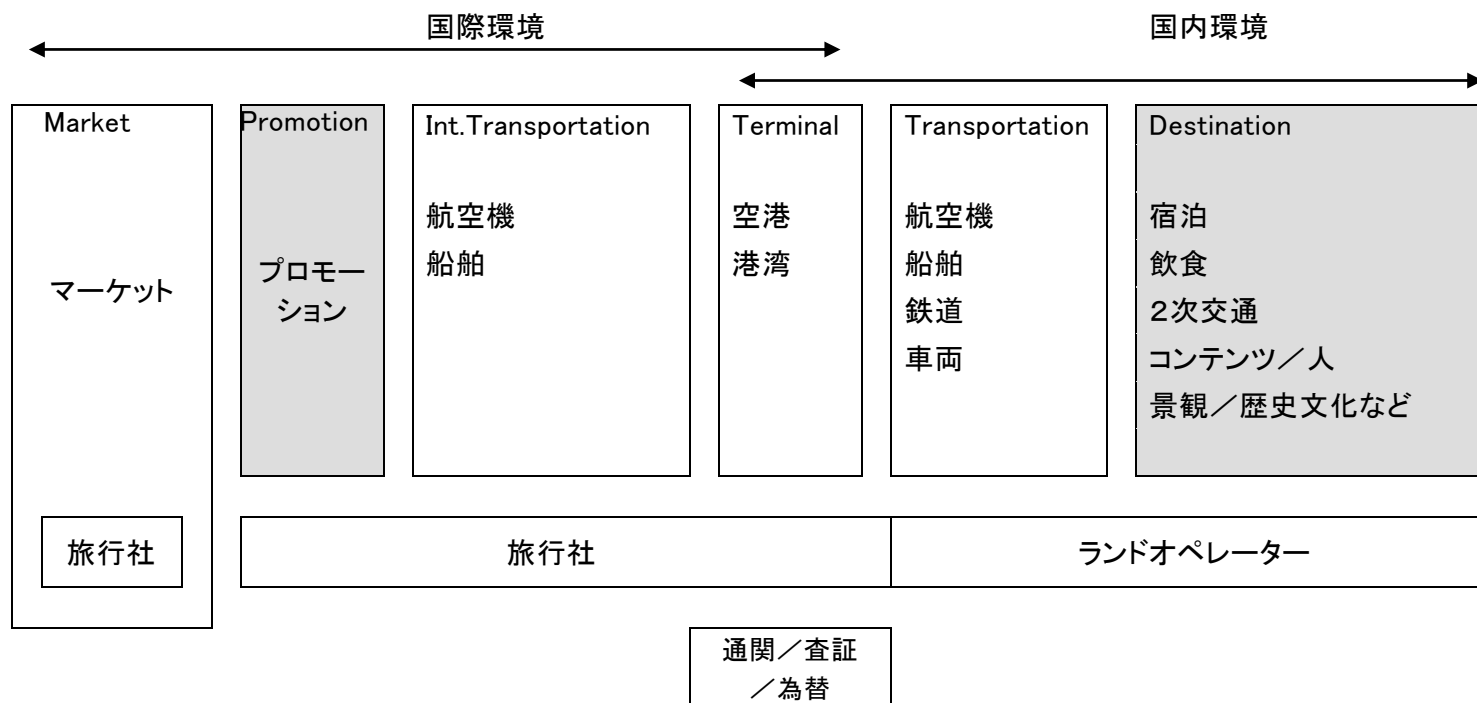 国際環境
国内環境
Market
マーケット
旅行社
Promotion
プロモー
ション
Int.Transportation
航空機
船舶
Terminal
空港
港湾
Transportation
航空機
船舶
鉄道
車両
Destination
宿泊
飲食
２次交通
コンテンツ／人
景観／歴史文化など
旅行社
ランドオペレーター
通関／査証
／為替